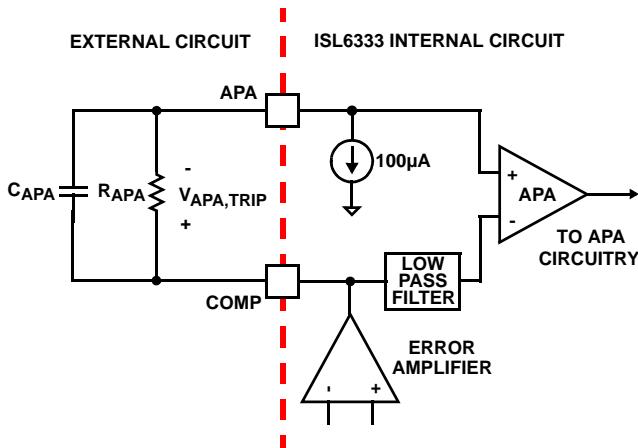 EXTERNAL CIRCUIT
ISL6333 INTERNAL CIRCUIT
APA
100µA
CAPA
RAPA
-
VAPA,TRIP
+
+
APA
-
TO APA
CIRCUITRY
LOW
PASS
FILTER
COMP
ERROR
AMPLIFIER
- +